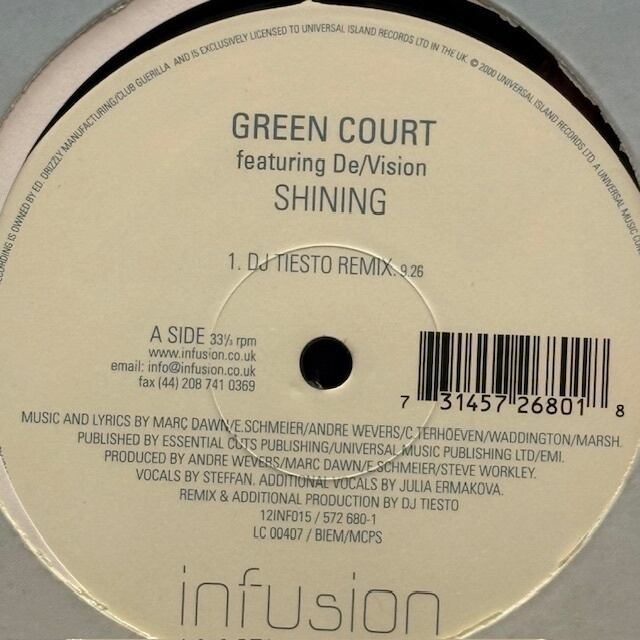 RECORDING IS OWNED BY ED. DRIZZLY MANUFACTURING/CLUB GUERILLA AND IS EXCLUSIVELY LICENSED TO UNIVERSAL ISLAND RECORDS LTD IN THE UK. ℗ 2000 UNIVERSAL ISLAND RECORDS LTD. A UNIVERSAL MUSIC
GREEN COURT
featuring De/Vision
SHINING
1. DJ TIESTO REMIX. 9.26
A SIDE 33⅓ rpm
www.infusion.co.uk
email: info@infusion.co.uk
fax (44) 208 741 0369
7 31457 26801 8
MUSIC AND LYRICS BY MARC DAWN/E.SCHMEIER/ANDRE WEVERS/C.TERHOEVEN/WADDINGTON/MARSH.
PUBLISHED BY ESSENTIAL CUTS PUBLISHING/UNIVERSAL MUSIC PUBLISHING LTD/EMI.
PRODUCED BY ANDRE WEVERS/MARC DAWN/E.SCHMEIER/STEVE WORKLEY.
VOCALS BY STEFFAN. ADDITIONAL VOCALS BY JULIA ERMAKOVA.
REMIX & ADDITIONAL PRODUCTION BY DJ TIESTO
12INF015 / 572 680-1
LC 00407 / BIEM/MCPS
infusion